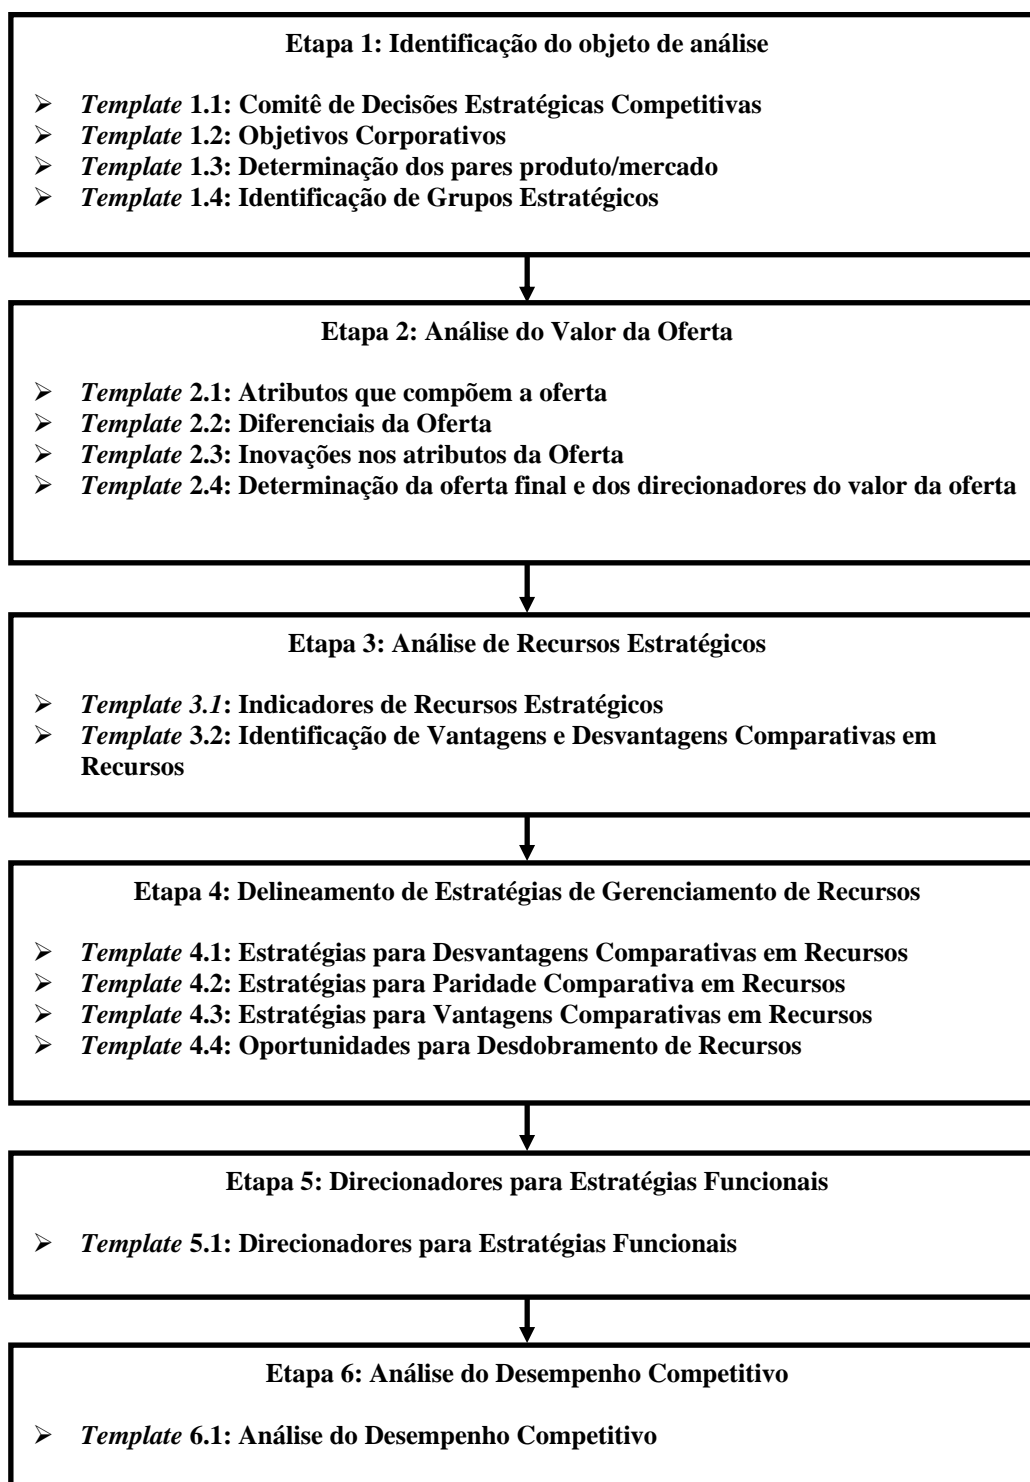 Etapa 1: Identificação do objeto de análise
➢ Template 1.1: Comitê de Decisões Estratégicas Competitivas
➢ Template 1.2: Objetivos Corporativos
➢ Template 1.3: Determinação dos pares produto/mercado
➢ Template 1.4: Identificação de Grupos Estratégicos
Etapa 2: Análise do Valor da Oferta
➢ Template 2.1: Atributos que compõem a oferta
➢ Template 2.2: Diferenciais da Oferta
➢ Template 2.3: Inovações nos atributos da Oferta
➢ Template 2.4: Determinação da oferta final e dos direcionadores do valor da oferta
Etapa 3: Análise de Recursos Estratégicos
➢ Template 3.1: Indicadores de Recursos Estratégicos
➢ Template 3.2: Identificação de Vantagens e Desvantagens Comparativas em
Recursos
Etapa 4: Delineamento de Estratégias de Gerenciamento de Recursos
➢ Template 4.1: Estratégias para Desvantagens Comparativas em Recursos
➢ Template 4.2: Estratégias para Paridade Comparativa em Recursos
➢ Template 4.3: Estratégias para Vantagens Comparativas em Recursos
➢ Template 4.4: Oportunidades para Desdobramento de Recursos
Etapa 5: Direcionadores para Estratégias Funcionais
➢ Template 5.1: Direcionadores para Estratégias Funcionais
Etapa 6: Análise do Desempenho Competitivo
➢ Template 6.1: Análise do Desempenho Competitivo